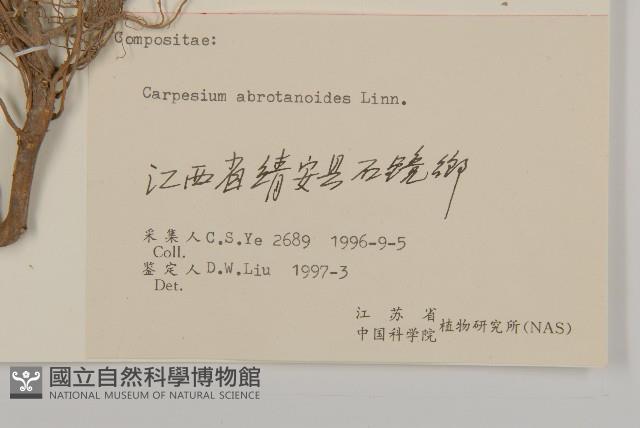 Compositae:
Carpesium abrotanoides Linn.
江西省靖安县石镜鄉
采集人 C.S.Ye 2689 1996-9-5
Coll.
鉴定人 D.W.Liu 1997-3
Det.
江苏省
中国科学院 植物研究所(NAS)
國立自然科學博物館
NATIONAL MUSEUM OF NATURAL SCIENCE